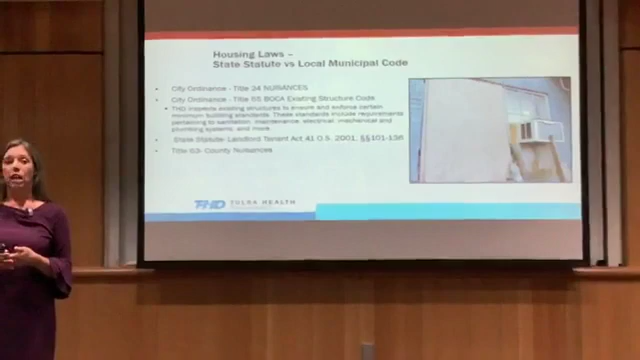 Housing Laws –
State Statute vs Local Municipal Code
• City Ordinance - Title 24 NUISANCES
• City Ordinance - Title 55 BOCA Existing Structure Code
• THD inspects existing structures to ensure and enforce certain
minimum building standards. These standards include requirements
pertaining to sanitation, maintenance, electrical, mechanical and
plumbing systems, and more.
• State Statute- Landlord Tenant Act 41 O.S. 2001, §§101-136
• Title 63- County Nuisances
THD TULSA HEALTH